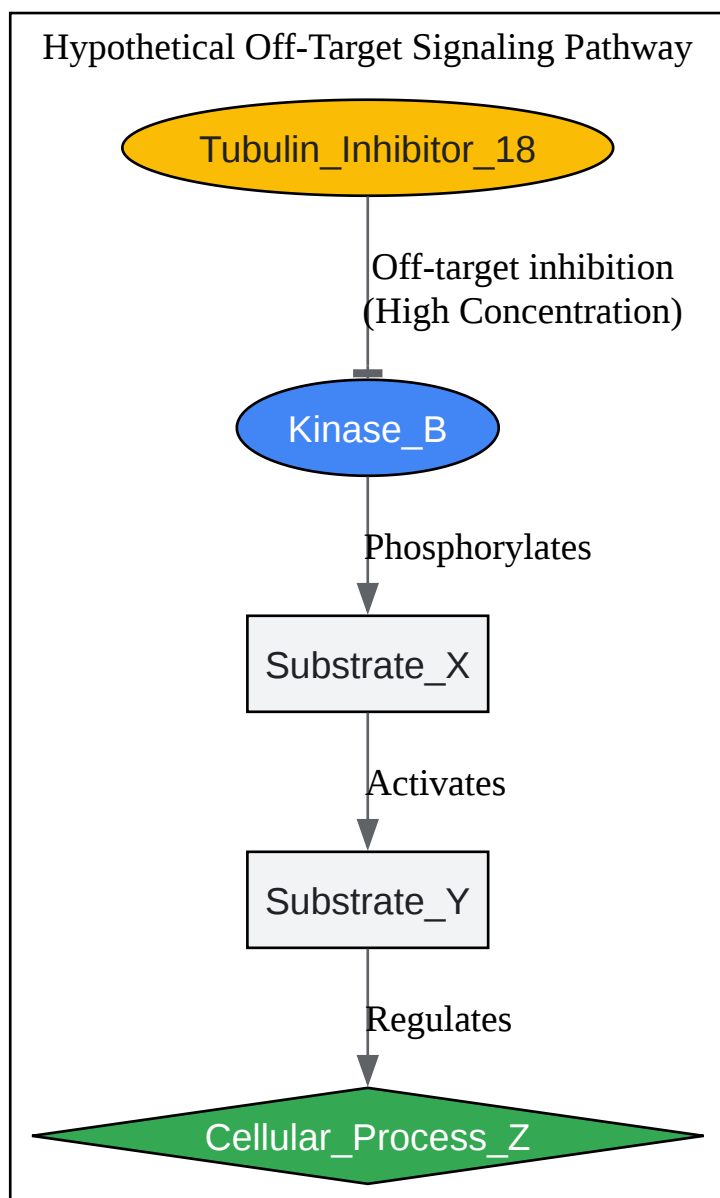 Hypothetical Off-Target Signaling Pathway
Tubulin_Inhibitor_18
Off-target inhibition
(High Concentration)
Kinase_B
Phosphorylates
Substrate_X
Activates
Substrate_Y
Regulates
Cellular_Process_Z